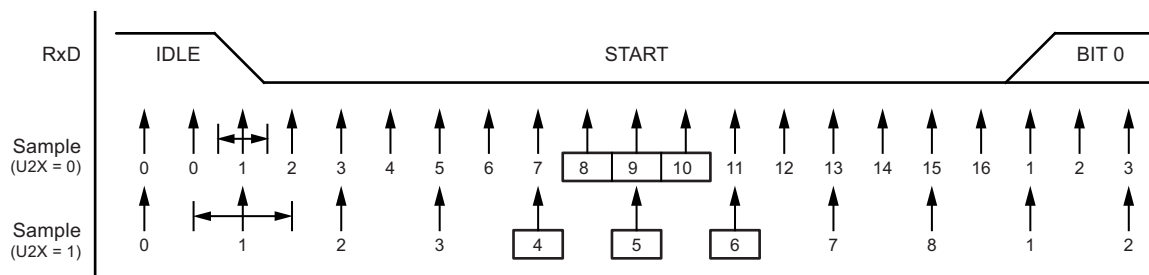 RxD IDLE START BIT 0
Sample
(U2X = 0)
0 0 1 2 3 4 5 6 7 8 9 10 11 12 13 14 15 16 1 2 3
Sample
(U2X = 1)
0 1 2 3 4 5 6 7 8 1 2